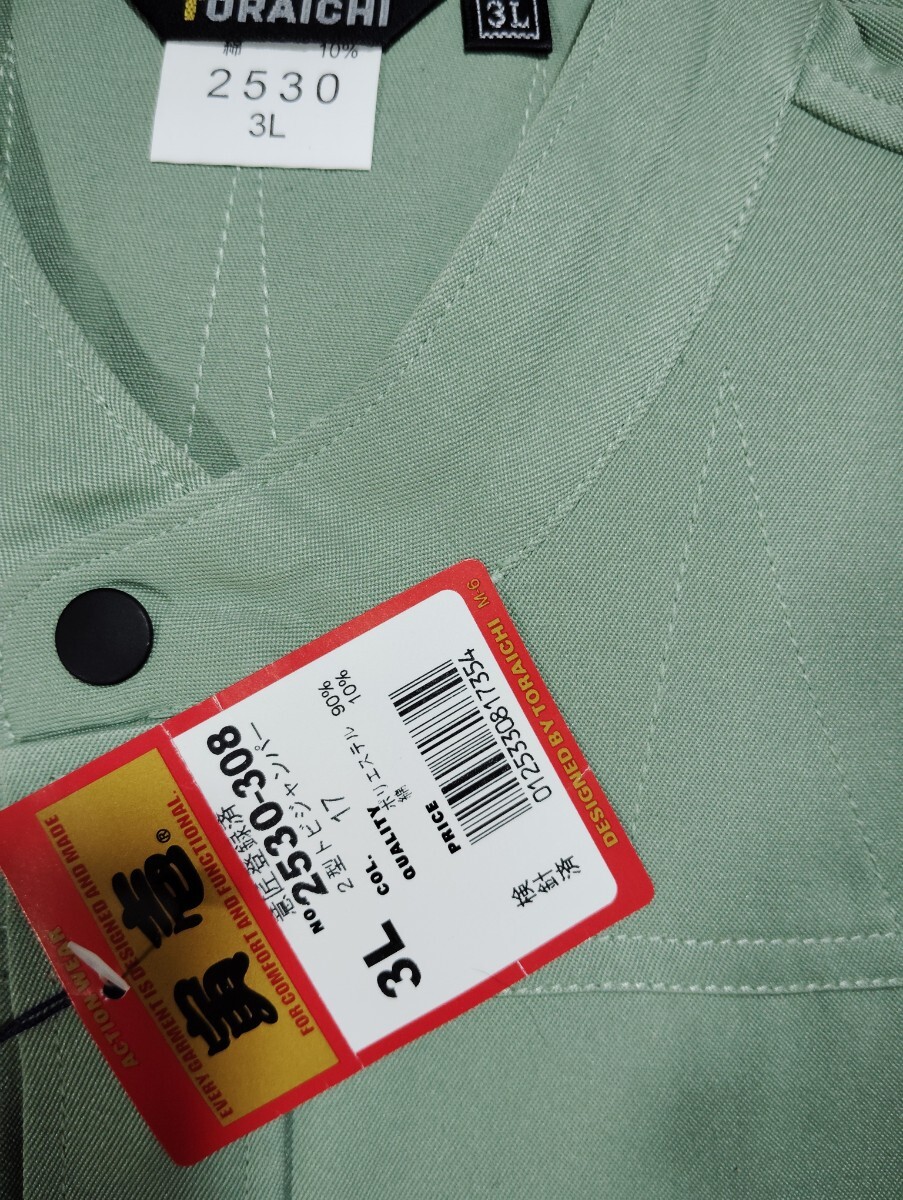 TORAICHI
3L
綿 10%
2530
3L
ACTION WEAR
EVERY GARMENT IS DESIGNED AND MADE
FOR COMFORT AND FUNCTIONAL.
寅壱®
意匠登録済
NO 2530-308
2型トビジャンパー
3L COL. 17
QUALITY ポリエステル 90%
綿 10%
PRICE
0125330817354
検針済
DESIGNED BY TORAICHI M-6